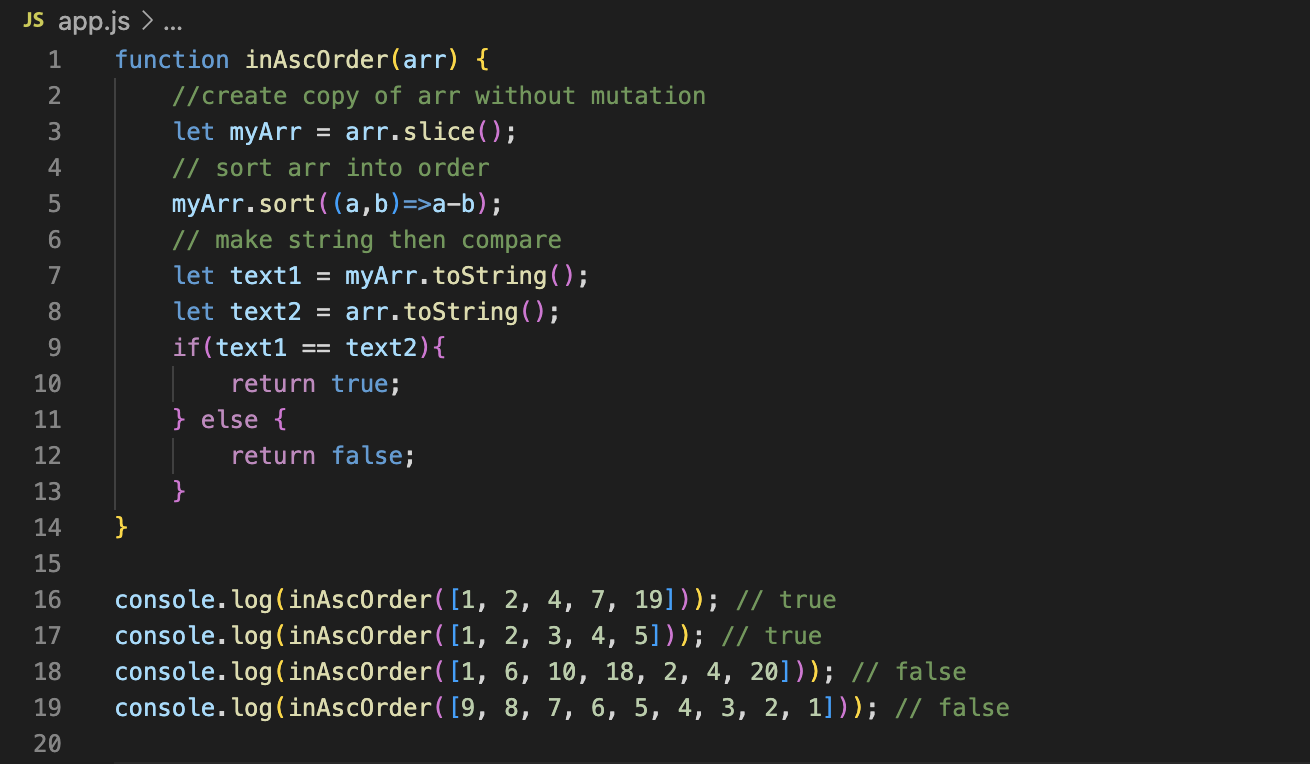 JS app.js > ...
1 function inAscOrder(arr) {
2     //create copy of arr without mutation
3     let myArr = arr.slice();
4     // sort arr into order
5     myArr.sort((a,b)=>a-b);
6     // make string then compare
7     let text1 = myArr.toString();
8     let text2 = arr.toString();
9     if(text1 == text2){
10         return true;
11     } else {
12         return false;
13     }
14 }
15
16 console.log(inAscOrder([1, 2, 4, 7, 19])); // true
17 console.log(inAscOrder([1, 2, 3, 4, 5])); // true
18 console.log(inAscOrder([1, 6, 10, 18, 2, 4, 20])); // false
19 console.log(inAscOrder([9, 8, 7, 6, 5, 4, 3, 2, 1])); // false
20